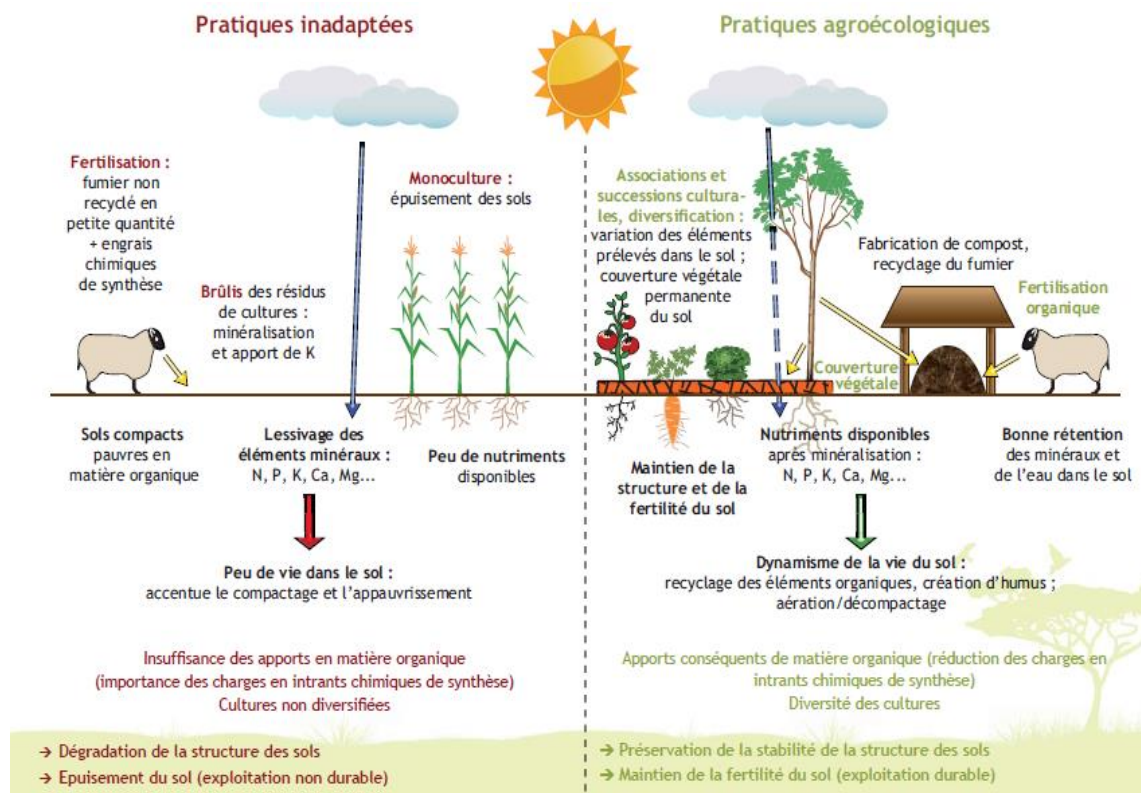 Pratiques inadaptées
Fertilisation :
fumier non
recyclé en
petite quantité
+ engrais
chimiques
de synthèse
Brûlis des résidus
de cultures :
minéralisation
et apport de K
Monoculture :
épuisement des sols
Sols compacts
pauvres en
matière organique
Lessivage des
éléments minéraux :
N, P, K, Ca, Mg...
Peu de nutriments
disponibles
Peu de vie dans le sol :
accentue le compactage et l'appauvrissement
Insuffisance des apports en matière organique
(importance des charges en intrants chimiques de synthèse)
Cultures non diversifiées
→ Dégradation de la structure des sols
→ Epuisement du sol (exploitation non durable)
Pratiques agroécologiques
Associations et
successions cultura-
les, diversification :
variation des éléments
prélevés dans le sol ;
couverture végétale
permanente
du sol
Fabrication de compost,
recyclage du fumier
Fertilisation
organique
Couverture
végétale
Maintien de la
structure et de la
fertilité du sol
Nutriments disponibles
après minéralisation :
N, P, K, Ca, Mg...
Bonne rétention
des minéraux et
de l'eau dans le sol
Dynamisme de la vie du sol :
recyclage des éléments organiques, création d'humus ;
aération/décompactage
Apports conséquents de matière organique (réduction des charges en
intrants chimiques de synthèse)
Diversité des cultures
→ Préservation de la stabilité de la structure des sols
→ Maintien de la fertilité du sol (exploitation durable)